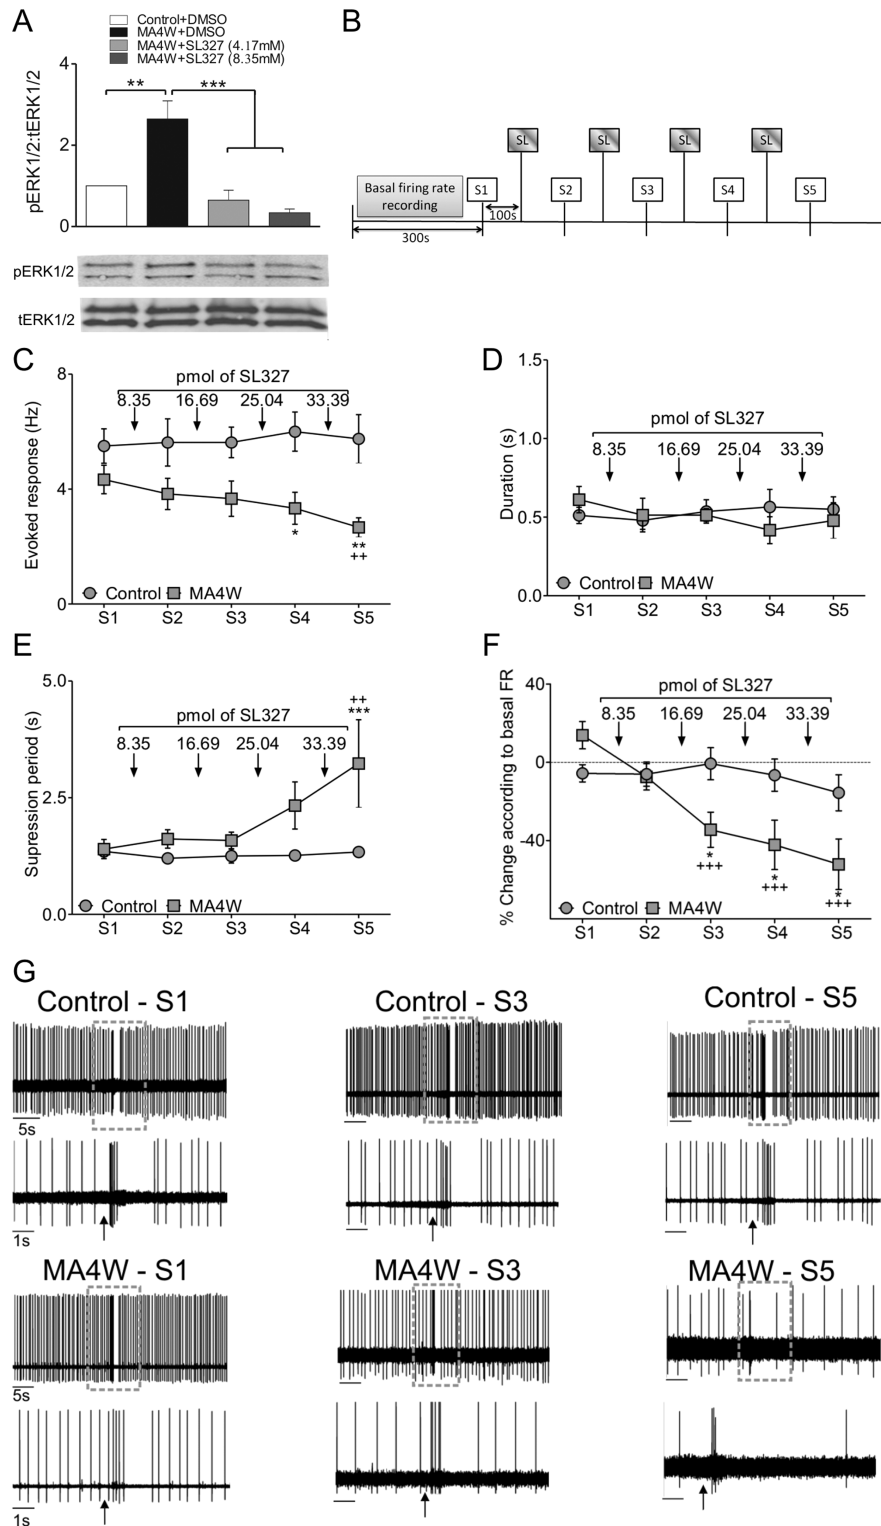 A
Control+DMSO
MA4W+DMSO
MA4W+SL327 (4.17mM)
MA4W+SL327 (8.35mM)
pERK1/2:tERK1/2
4
2
0
**
***
pERK1/2
tERK1/2
B
SL
SL
SL
SL
Basal firing rate
recording
S1
S2
S3
S4
S5
100s
300s
C
Evoked response (Hz)
8
4
0
pmol of SL327
8.35
16.69
25.04
33.39
*
**
++
Control
MA4W
S1
S2
S3
S4
S5
D
Duration (s)
1.5
1.0
0.5
0.0
pmol of SL327
8.35
16.69
25.04
33.39
Control
MA4W
S1
S2
S3
S4
S5
E
Supression period (s)
5.0
2.5
0.0
pmol of SL327
8.35
16.69
25.04
33.39
++
***
Control
MA4W
S1
S2
S3
S4
S5
F
% Change according to basal FR
40
0
-40
pmol of SL327
8.35
16.69
25.04
33.39
*
+++
*
+++
*
+++
Control
MA4W
S1
S2
S3
S4
S5
G
Control - S1
Control - S3
Control - S5
5s
1s
MA4W - S1
MA4W - S3
MA4W - S5
5s
1s